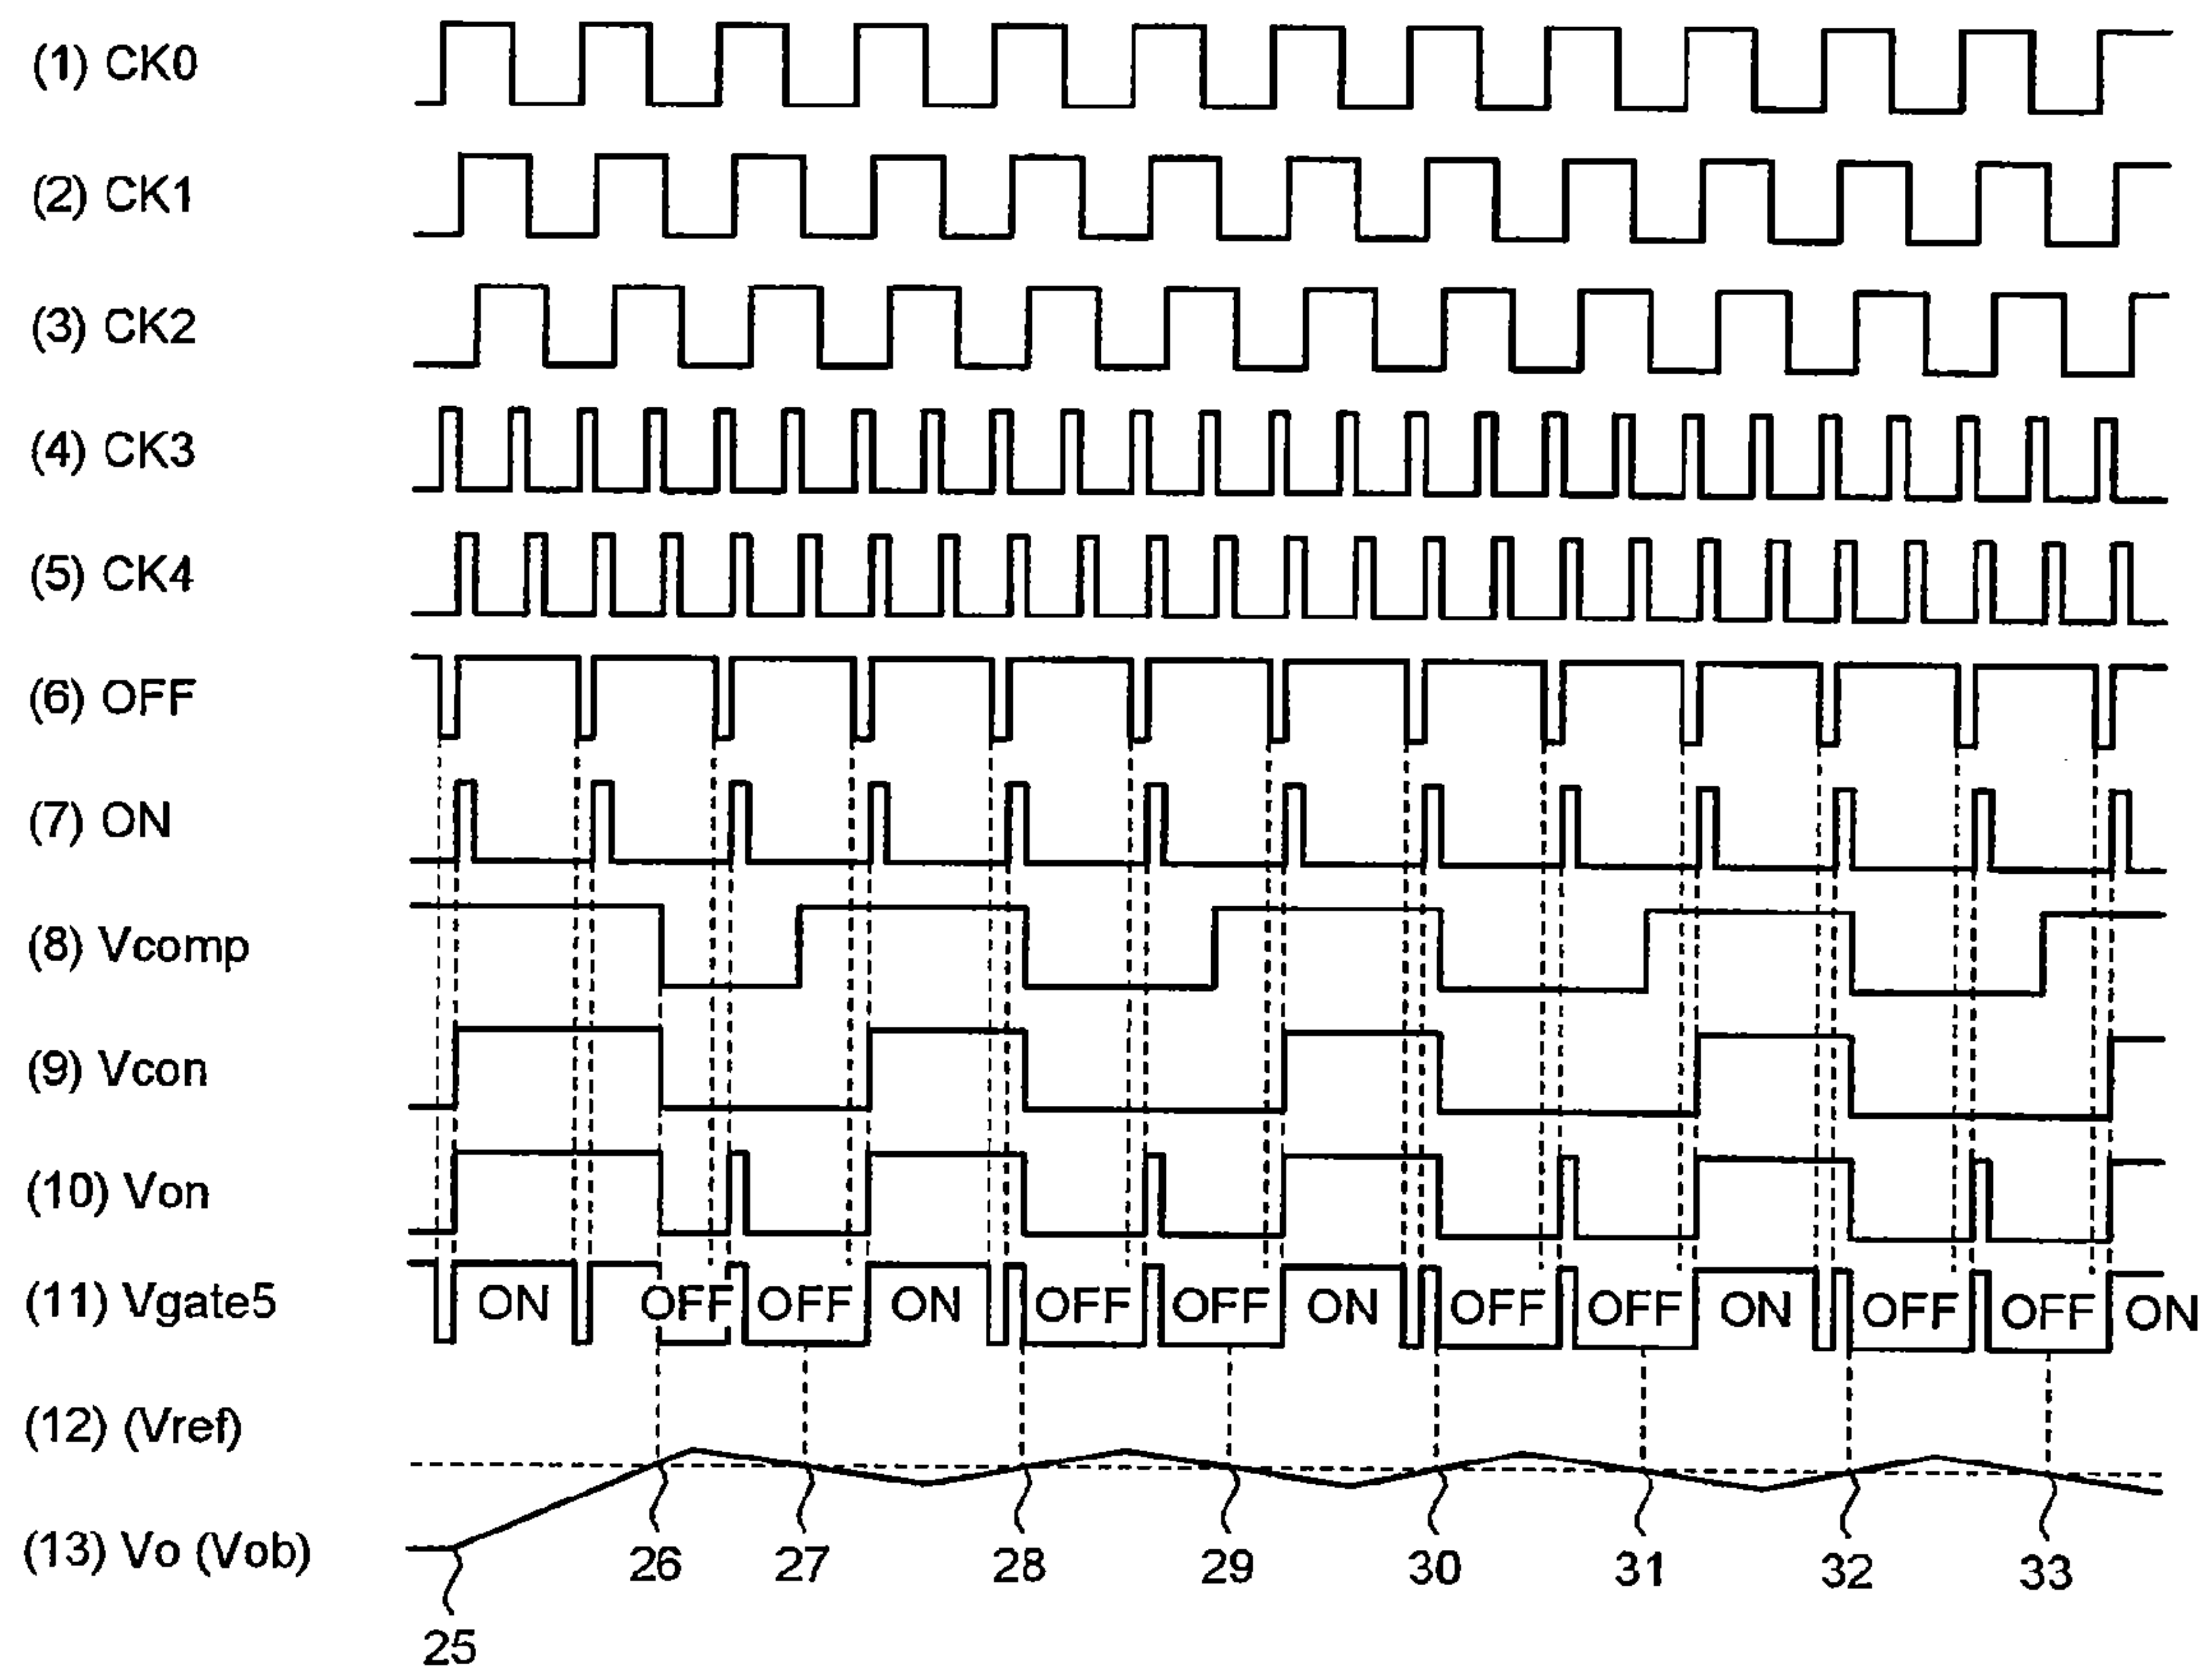 (1) CK0
(2) CK1
(3) CK2
(4) CK3
(5) CK4
(6) OFF
(7) ON
(8) Vcomp
(9) Vcon
(10) Von
(11) Vgate5
ON OFF OFF ON OFF OFF ON OFF OFF ON OFF OFF ON
(12) (Vref)
(13) Vo (Vob)
26 27 28 29 30 31 32 33
25